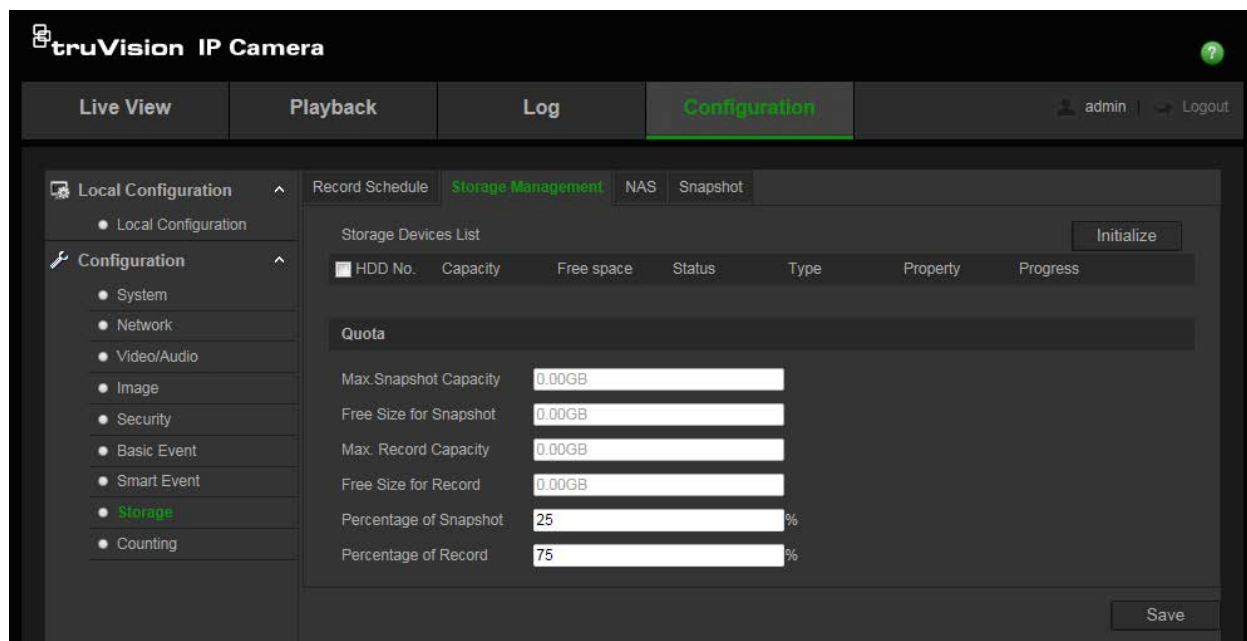 truVision IP Camera
?
Live View Playback Log Configuration admin Logout
Local Configuration
Local Configuration
Configuration
System
Network
Video/Audio
Image
Security
Basic Event
Smart Event
Storage
Counting
Record Schedule Storage Management NAS Snapshot
Storage Devices List Initialize
HDD No. Capacity Free space Status Type Property Progress
Quota
Max.Snapshot Capacity 0.00GB
Free Size for Snapshot 0.00GB
Max. Record Capacity 0.00GB
Free Size for Record 0.00GB
Percentage of Snapshot 25 %
Percentage of Record 75 %
Save